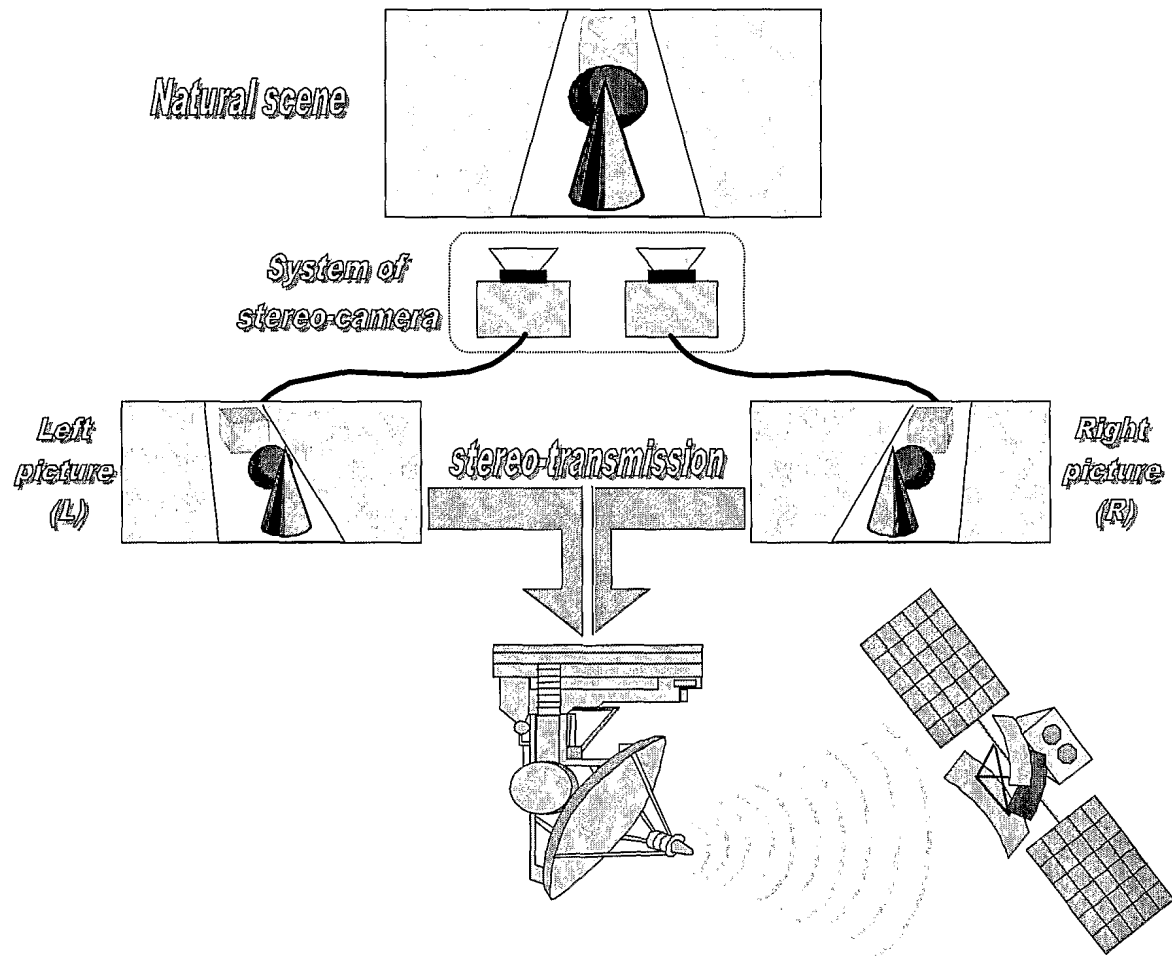 Natural scene
System of
stereo-camera
Left
picture
(L)
stereo-transmission
Right
picture
(R)